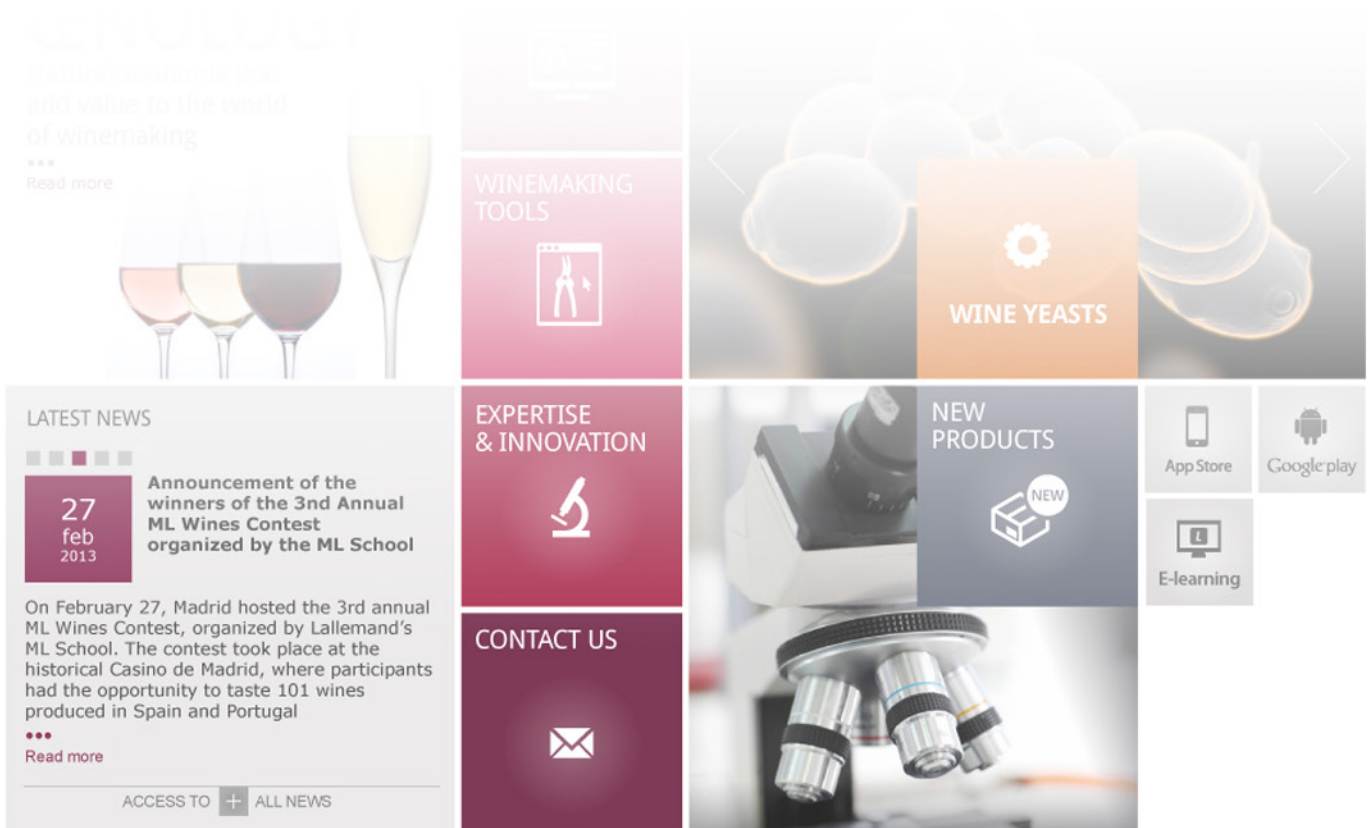 ŒNOLOGY
Natural solutions that
add value to the world
of winemaking
Read more
WINEMAKING
TOOLS
WINE YEASTS
LATEST NEWS
27
feb
2013
Announcement of the
winners of the 3nd Annual
ML Wines Contest
organized by the ML School
On February 27, Madrid hosted the 3rd annual
ML Wines Contest, organized by Lallemand’s
ML School. The contest took place at the
historical Casino de Madrid, where participants
had the opportunity to taste 101 wines
produced in Spain and Portugal
Read more
ACCESS TO + ALL NEWS
EXPERTISE
& INNOVATION
CONTACT US
NEW
PRODUCTS
NEW
App Store
Google play
L
E-learning